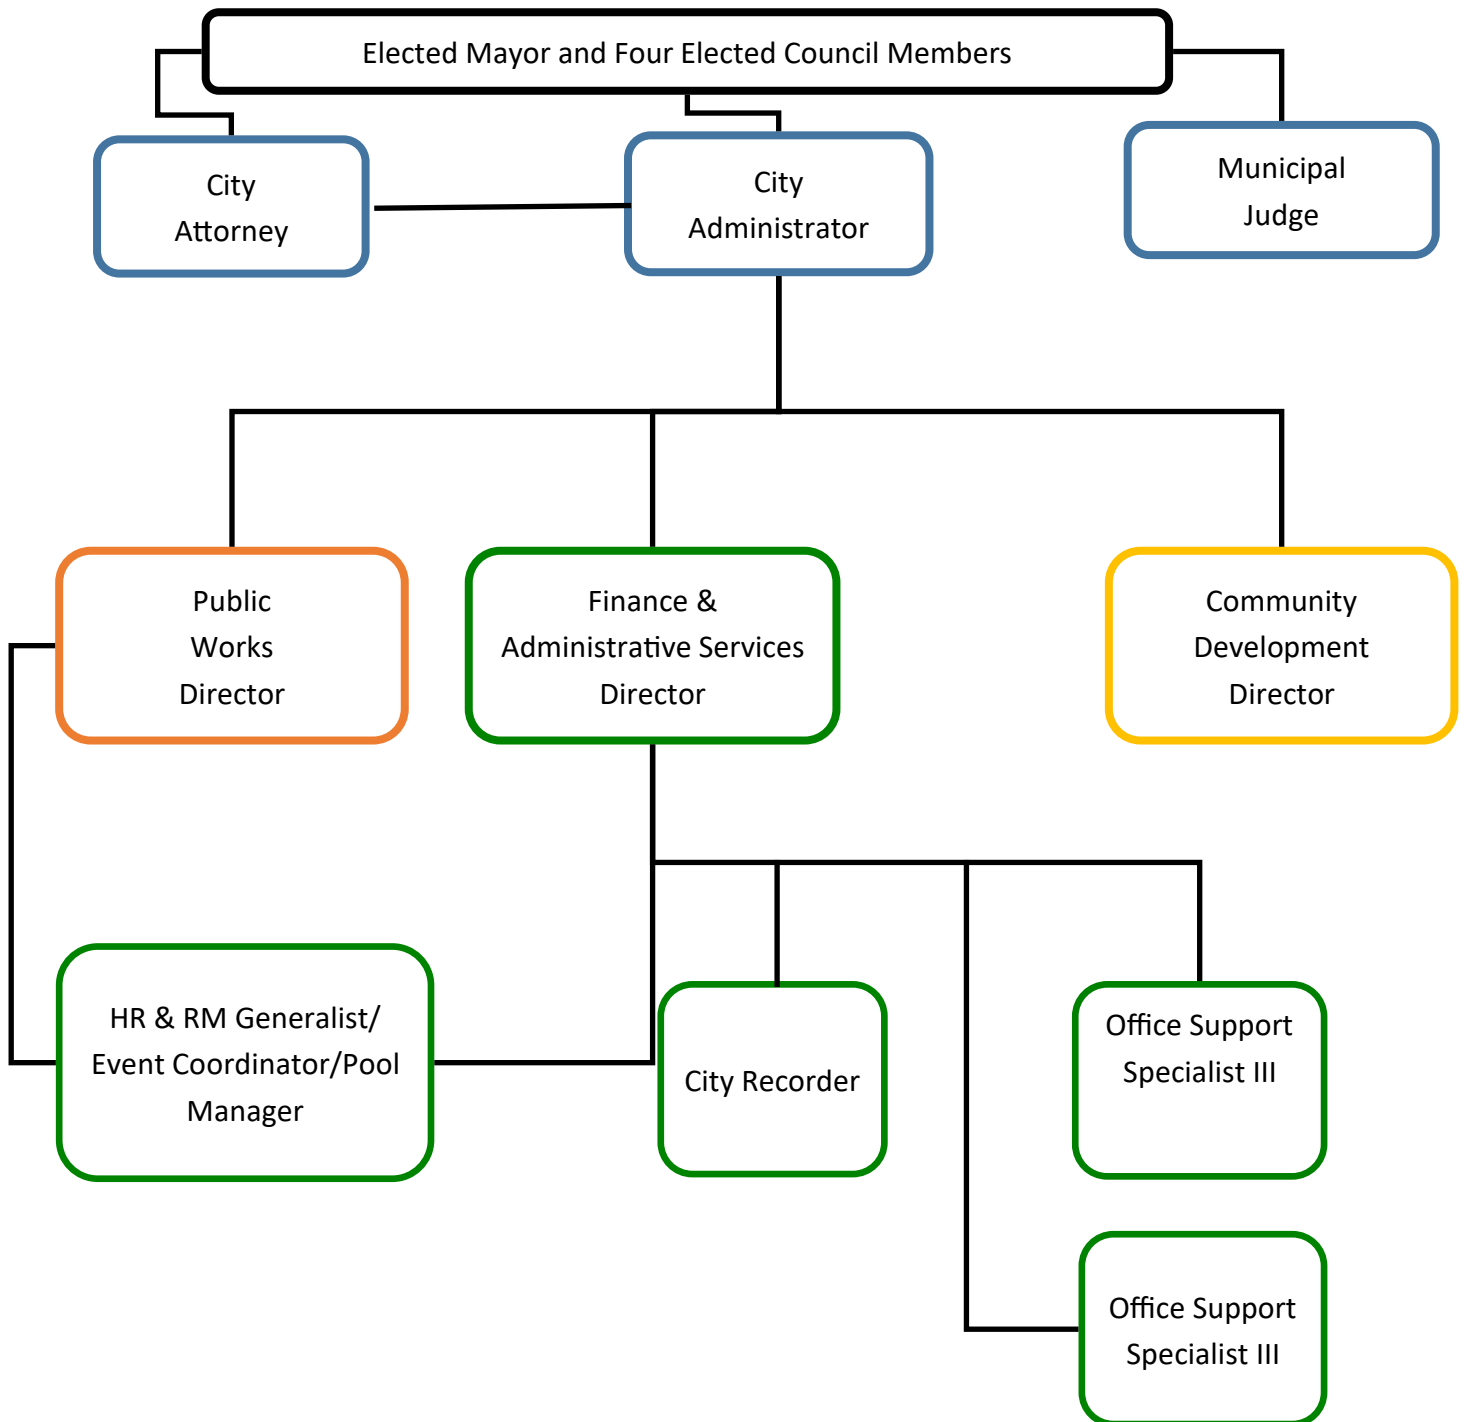 Elected Mayor and Four Elected Council Members
City
Attorney
City
Administrator
Municipal
Judge
Public
Works
Director
Finance &
Administrative Services
Director
Community
Development
Director
HR & RM Generalist/
Event Coordinator/Pool
Manager
City Recorder
Office Support
Specialist III
Office Support
Specialist III